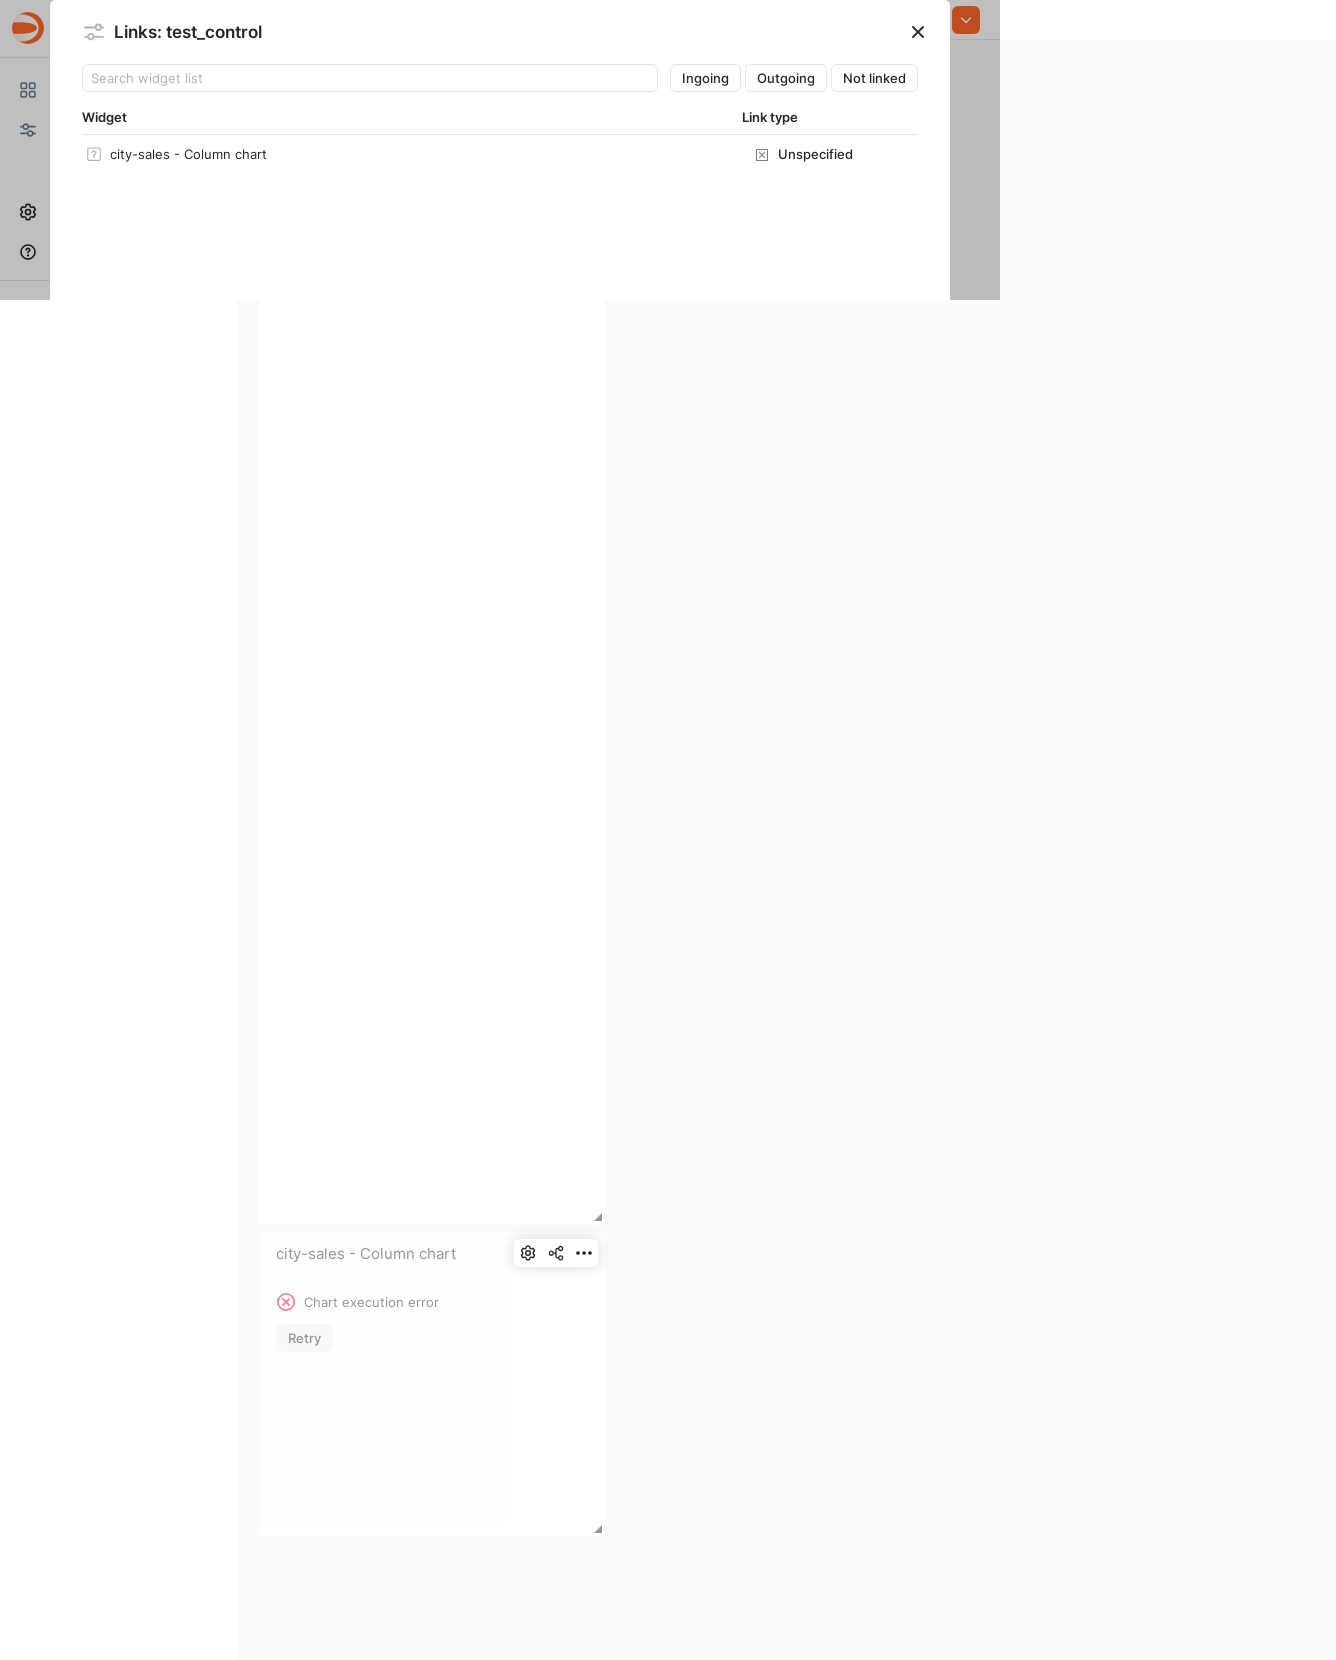 Links: test_control
Search widget list
Ingoing
Outgoing
Not linked
Widget
Link type
city-sales - Column chart
Unspecified
city-sales - Column chart
Chart execution error
Retry